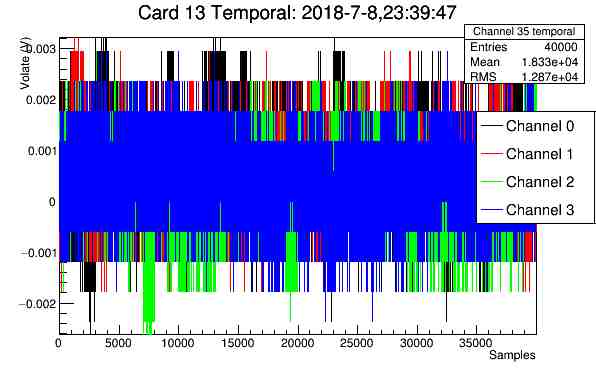 Card 13 Temporal: 2018-7-8,23:39:47
Volate (V)
Channel 35 temporal
Entries 40000
Mean 1.833e+04
RMS 1.287e+04
Channel 0
Channel 1
Channel 2
Channel 3
0.003
0.002
0.001
0
−0.001
−0.002
0 5000 10000 15000 20000 25000 30000 35000
Samples